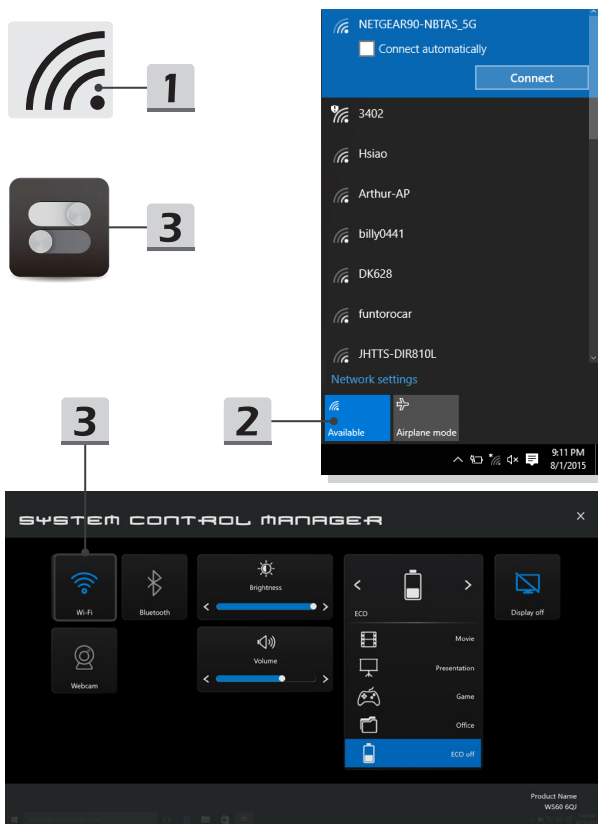 1
3
NETGEAR90-NBTAS_5G
Connect automatically
Connect
3402
Hsiao
Arthur-AP
billy0441
DK628
funtorocar
JHTTS-DIR810L
Network settings
Available
Airplane mode
9:11 PM
8/1/2015
2
3
SYSTEM CONTROL MANAGER
Wi-Fi
Bluetooth
Brightness
ECO
Display off
Webcam
Volume
Movie
Presentation
Game
Office
ECO off
Product Name
WS60 6QJ